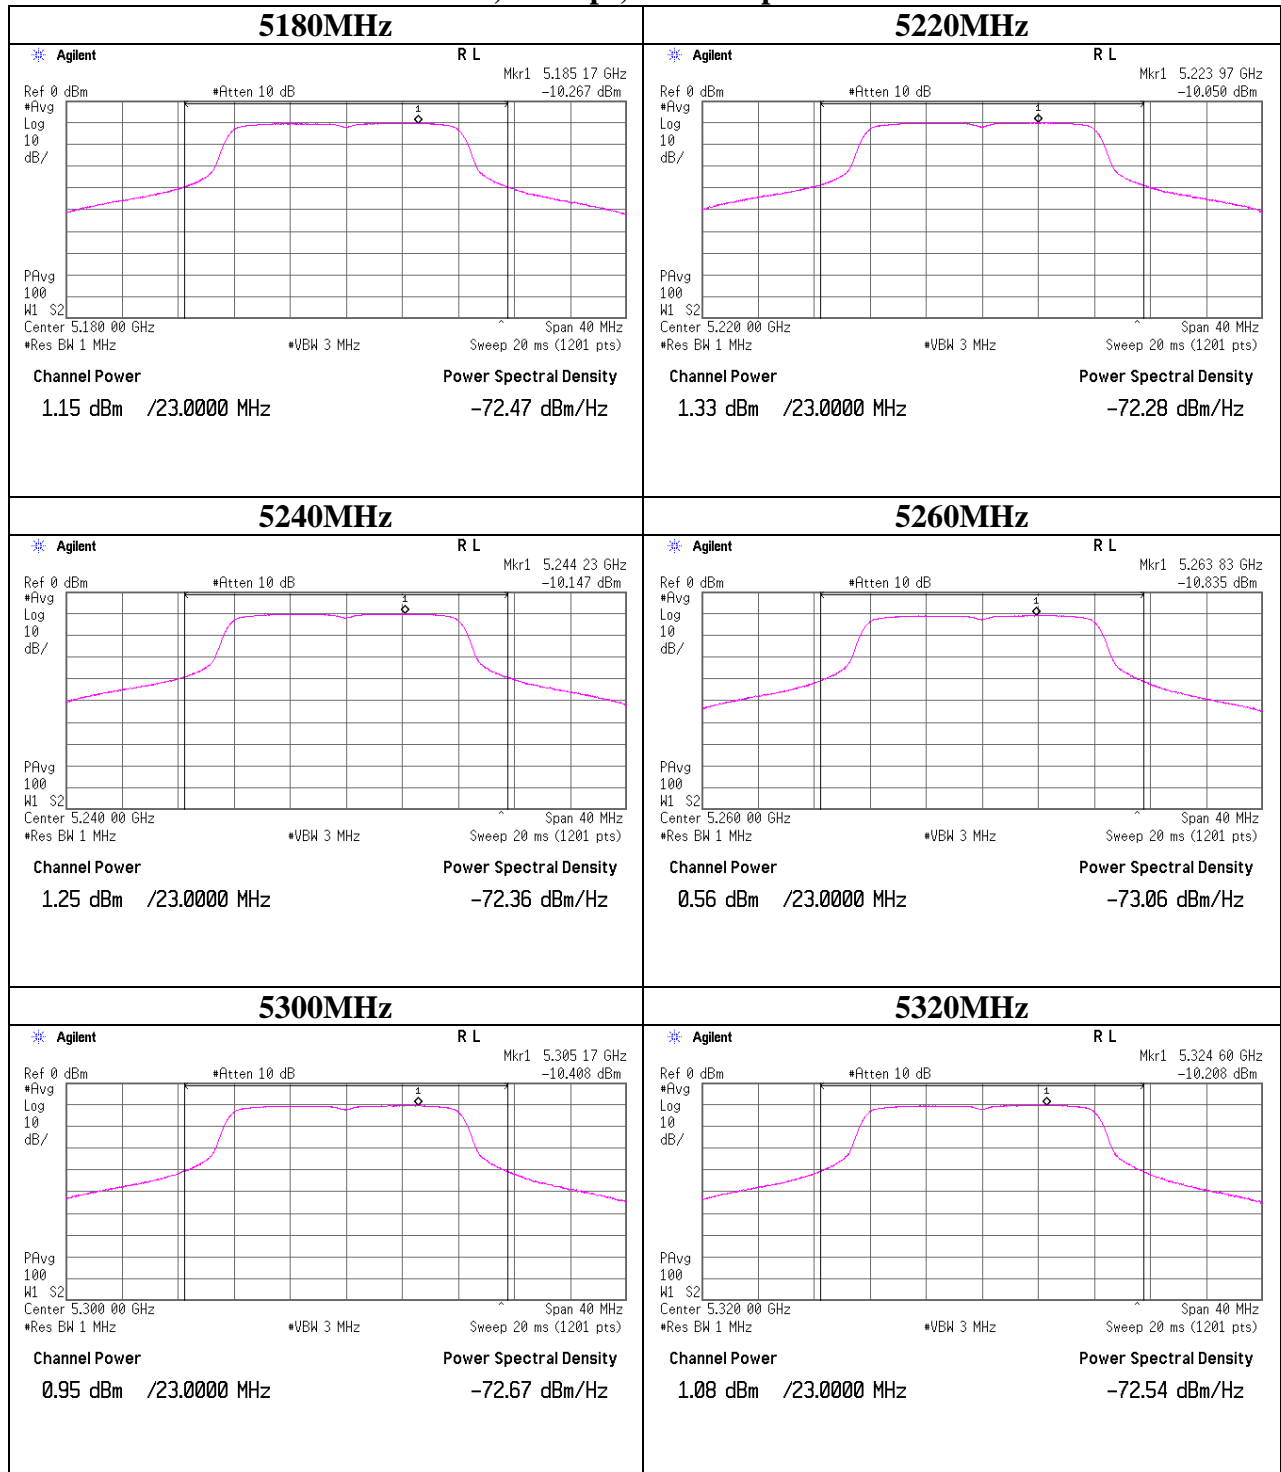 5180MHz
Agilent
R L
Mkr1 5.185 17 GHz
Ref 0 dBm
#Atten 10 dB
-10.267 dBm
#Avg
Log
10
dB/
1
PAvg
100
W1 S2
Center 5.180 00 GHz
Span 40 MHz
#Res BW 1 MHz
#VBW 3 MHz
Sweep 20 ms (1201 pts)
Channel Power
Power Spectral Density
1.15 dBm /23.0000 MHz
-72.47 dBm/Hz
5220MHz
Agilent
R L
Mkr1 5.223 97 GHz
Ref 0 dBm
#Atten 10 dB
-10.050 dBm
#Avg
Log
10
dB/
1
PAvg
100
W1 S2
Center 5.220 00 GHz
Span 40 MHz
#Res BW 1 MHz
#VBW 3 MHz
Sweep 20 ms (1201 pts)
Channel Power
Power Spectral Density
1.33 dBm /23.0000 MHz
-72.28 dBm/Hz
5240MHz
Agilent
R L
Mkr1 5.244 23 GHz
Ref 0 dBm
#Atten 10 dB
-10.147 dBm
#Avg
Log
10
dB/
1
PAvg
100
W1 S2
Center 5.240 00 GHz
Span 40 MHz
#Res BW 1 MHz
#VBW 3 MHz
Sweep 20 ms (1201 pts)
Channel Power
Power Spectral Density
1.25 dBm /23.0000 MHz
-72.36 dBm/Hz
5260MHz
Agilent
R L
Mkr1 5.263 83 GHz
Ref 0 dBm
#Atten 10 dB
-10.835 dBm
#Avg
Log
10
dB/
1
PAvg
100
W1 S2
Center 5.260 00 GHz
Span 40 MHz
#Res BW 1 MHz
#VBW 3 MHz
Sweep 20 ms (1201 pts)
Channel Power
Power Spectral Density
0.56 dBm /23.0000 MHz
-73.06 dBm/Hz
5300MHz
Agilent
R L
Mkr1 5.305 17 GHz
Ref 0 dBm
#Atten 10 dB
-10.408 dBm
#Avg
Log
10
dB/
1
PAvg
100
W1 S2
Center 5.300 00 GHz
Span 40 MHz
#Res BW 1 MHz
#VBW 3 MHz
Sweep 20 ms (1201 pts)
Channel Power
Power Spectral Density
0.95 dBm /23.0000 MHz
-72.67 dBm/Hz
5320MHz
Agilent
R L
Mkr1 5.324 60 GHz
Ref 0 dBm
#Atten 10 dB
-10.208 dBm
#Avg
Log
10
dB/
1
PAvg
100
W1 S2
Center 5.320 00 GHz
Span 40 MHz
#Res BW 1 MHz
#VBW 3 MHz
Sweep 20 ms (1201 pts)
Channel Power
Power Spectral Density
1.08 dBm /23.0000 MHz
-72.54 dBm/Hz